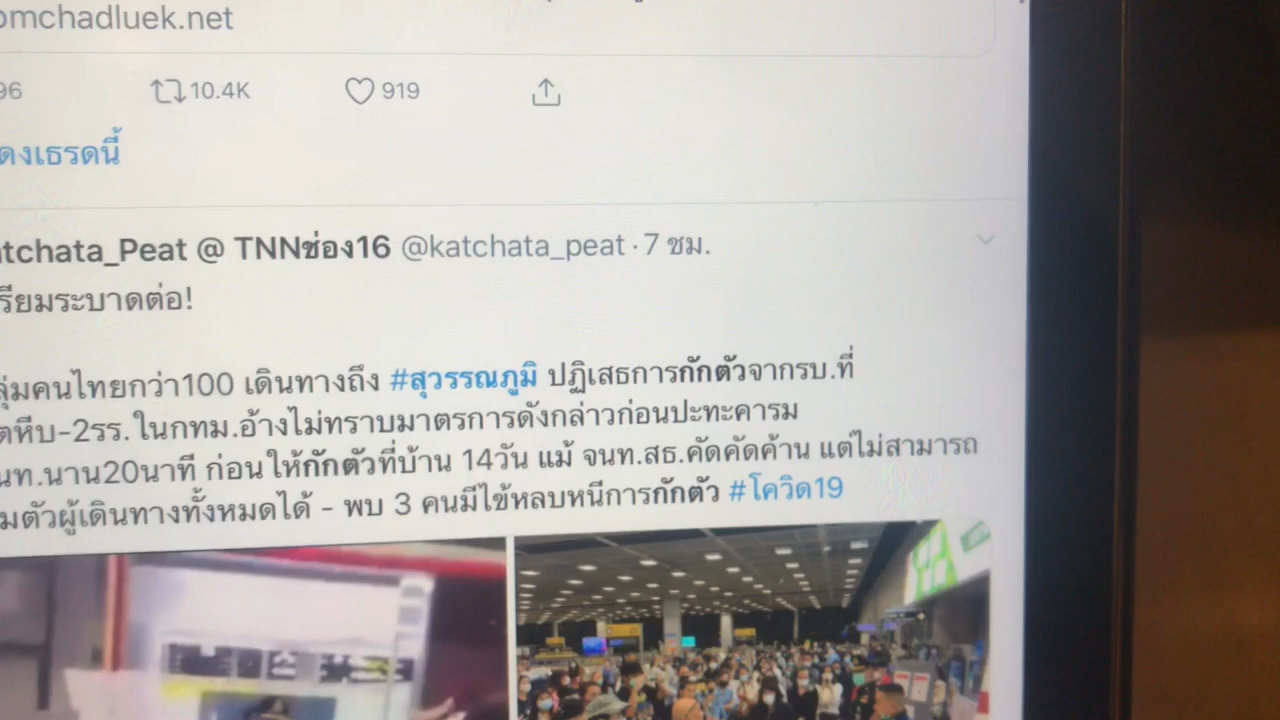 omchadluek.net
96 10.4K 919
ดงเธรดนี้
atchata_Peat @ TNNช่อง16 @katchata_peat · 7 ชม.
รียมระบาดต่อ!
ลุ่มคนไทยกว่า100 เดินทางถึง #สุวรรณภูมิ ปฏิเสธการกักตัวจากรบ.ที่
ตหีบ-2รร.ในกทม.อ้างไม่ทราบมาตรการดังกล่าวก่อนปะทะคารม
นท.นาน20นาที ก่อนให้กักตัวที่บ้าน 14วัน แม้ จนท.สธ.คัดคัดค้าน แต่ไม่สามารถ
มตัวผู้เดินทางทั้งหมดได้ - พบ 3 คนมีไข้หลบหนีการกักตัว #โควิด19